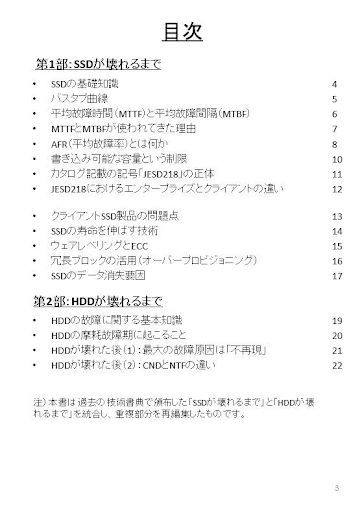 目次
第1部:SSDが壊れるまで
• SSDの基礎知識 4
• バスタブ曲線 5
• 平均故障時間(MTTF)と平均故障間隔(MTBF) 6
• MTTFとMTBFが使われてきた理由 7
• AFR(平均故障率)とは何か 8
• 書き込み可能な容量という制限 10
• カタログ記載の記号「JESD218」の正体 11
• JESD218におけるエンタープライズとクライアントの違い 12
• クライアントSSD製品の問題点 13
• SSDの寿命を伸ばす技術 14
• ウェアレベリングとECC 15
• 冗長ブロックの活用(オーバープロビジョニング) 16
• SSDのデータ消失要因 17
第2部:HDDが壊れるまで
• HDDの故障に関する基本知識 19
• HDDの摩耗故障期に起こること 20
• HDDが壊れた後(1):最大の故障原因は「不再現」 21
• HDDが壊れた後(2):CNDとNTFの違い 22
注)本書は過去の技術書典で頒布した「SSDが壊れるまで」と「HDDが壊
れるまで」を統合し、重複部分を再編集したものです。
3